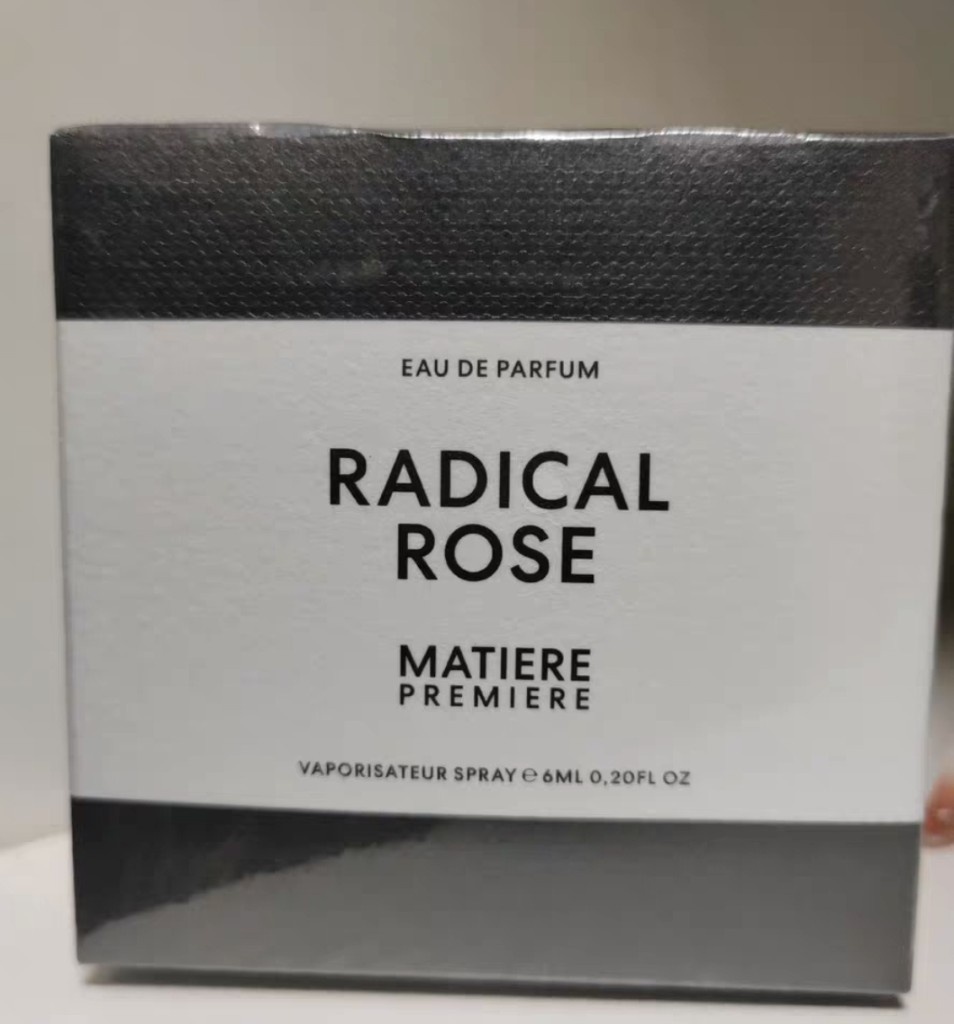 EAU DE PARFUM
RADICAL
ROSE
MATIERE
PREMIERE
VAPORISATEUR SPRAY ℮ 6ML 0,20FL OZ